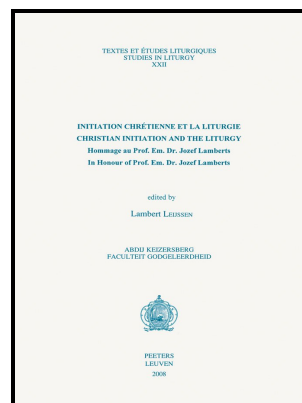 TEXTES ET ÉTUDES LITURGIQUES
STUDIES IN LITURGY
XXII
INITIATION CHRÉTIENNE ET LA LITURGIE
CHRISTIAN INITIATION AND THE LITURGY
Hommage au Prof. Em. Dr. Jozef Lamberts
In Honour of Prof. Em. Dr. Jozef Lamberts
edited by
Lambert LEIJSSEN
ABDIJ KEIZERSBERG
FACULTEIT GODGELEERDHEID
PEETERS
LEUVEN
2008